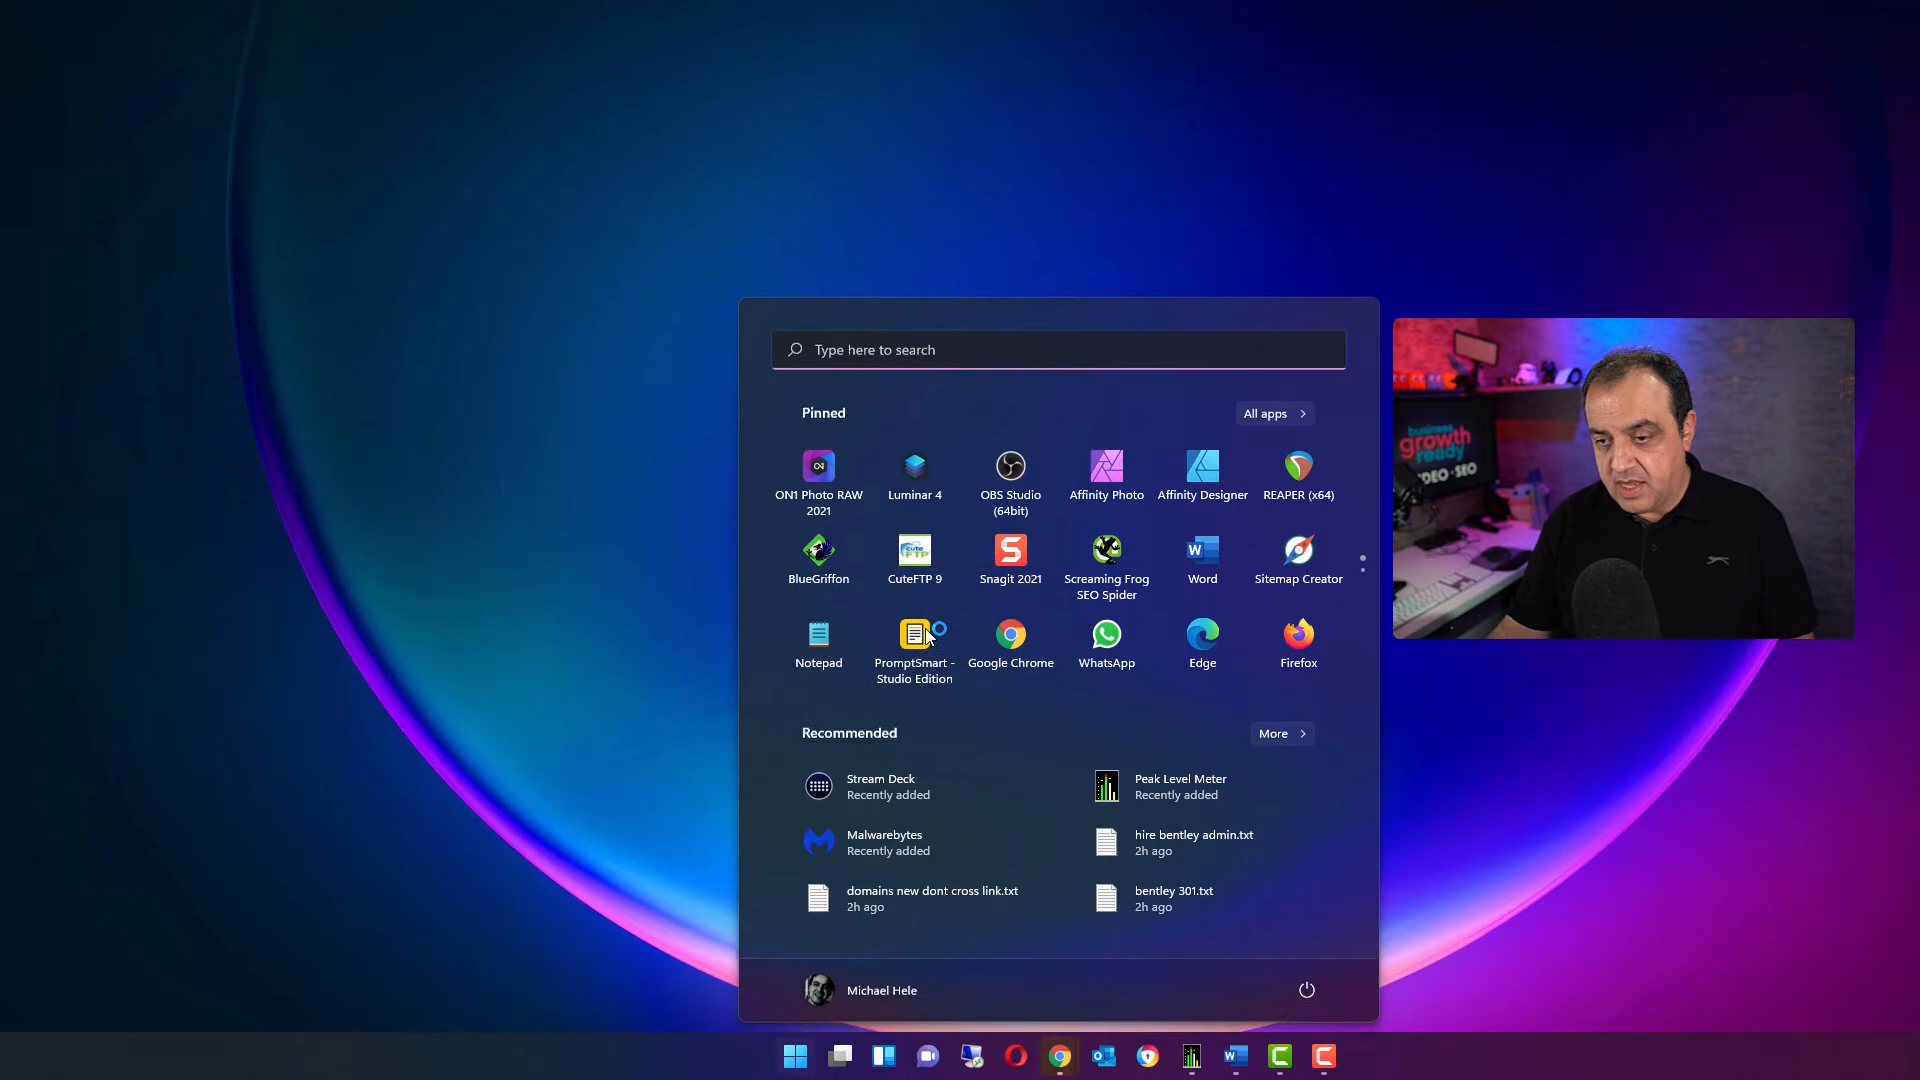 Type here to search
Pinned
All apps
ON1 Photo RAW
2021
Luminar 4
OBS Studio
(64bit)
Affinity Photo
Affinity Designer
REAPER (x64)
BlueGriffon
CuteFTP 9
Snagit 2021
Screaming Frog
SEO Spider
Word
Sitemap Creator
Notepad
PromptSmart -
Studio Edition
Google Chrome
WhatsApp
Edge
Firefox
Recommended
More
Stream Deck
Recently added
Peak Level Meter
Recently added
Malwarebytes
Recently added
hire bentley admin.txt
2h ago
domains new dont cross link.txt
2h ago
bentley 301.txt
2h ago
Michael Hele
business
growth
ready
VIDEO·SEO